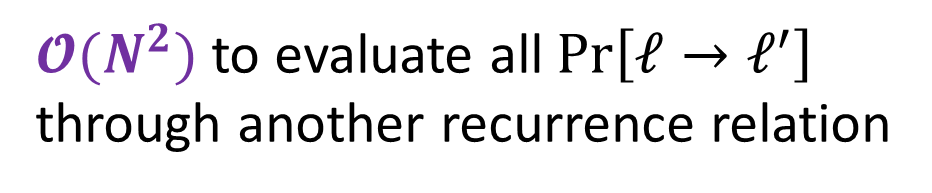 𝓞(𝑵²) to evaluate all Pr[ℓ → ℓ′]
through another recurrence relation